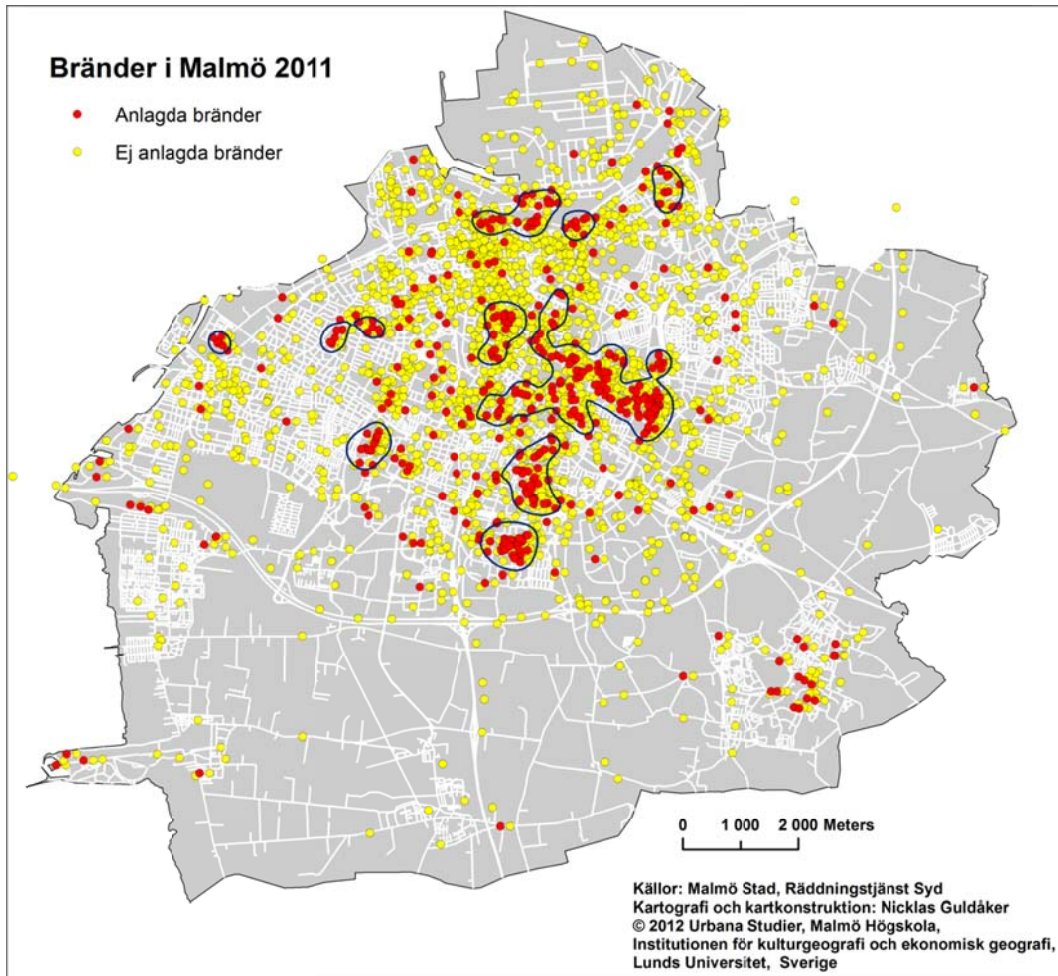 Bränder i Malmö 2011
Anlagda bränder
Ej anlagda bränder
0 1 000 2 000 Meters
Källor: Malmö Stad, Räddningstjänst Syd
Kartografi och kartkonstruktion: Nicklas Guldåker
© 2012 Urbana Studier, Malmö Högskola,
Institutionen för kulturgeografi och ekonomisk geografi,
Lunds Universitet, Sverige